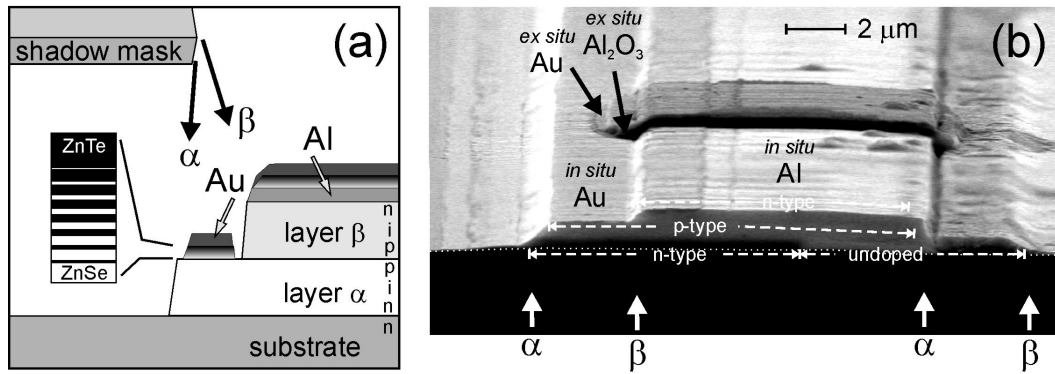 (a)
shadow mask
α
β
ZnTe
ZnSe
Au
Al
n
i
p
layer β
p
i
n
layer α
n
substrate
(b)
ex situ
Au
ex situ
Al₂O₃
2 μm
in situ
Au
in situ
Al
n-type
p-type
n-type
undoped
α
β
α
β